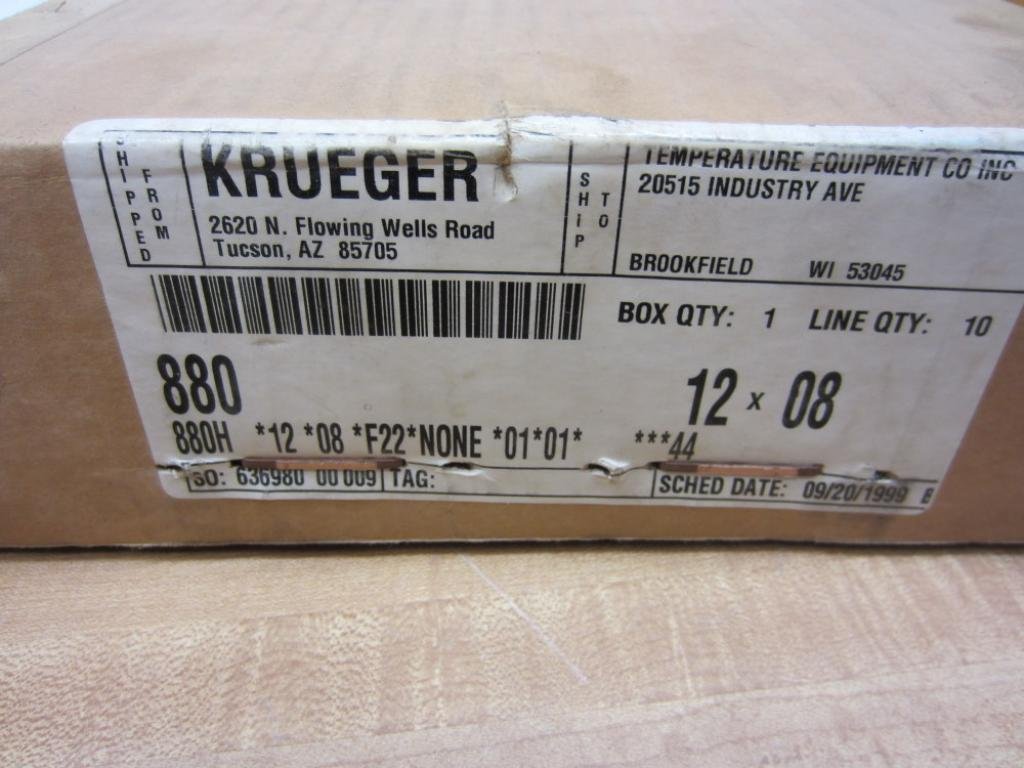 SHIPPED
FROM
KRUEGER
2620 N. Flowing Wells Road
Tucson, AZ 85705
SHIP
TO
TEMPERATURE EQUIPMENT CO INC
20515 INDUSTRY AVE
BROOKFIELD WI 53045
BOX QTY: 1 LINE QTY: 10
880
12 x 08
880H *12 *08 *F22*NONE *01*01* ***44
SO: 636980 00 009 TAG: SCHED DATE: 09/20/1999